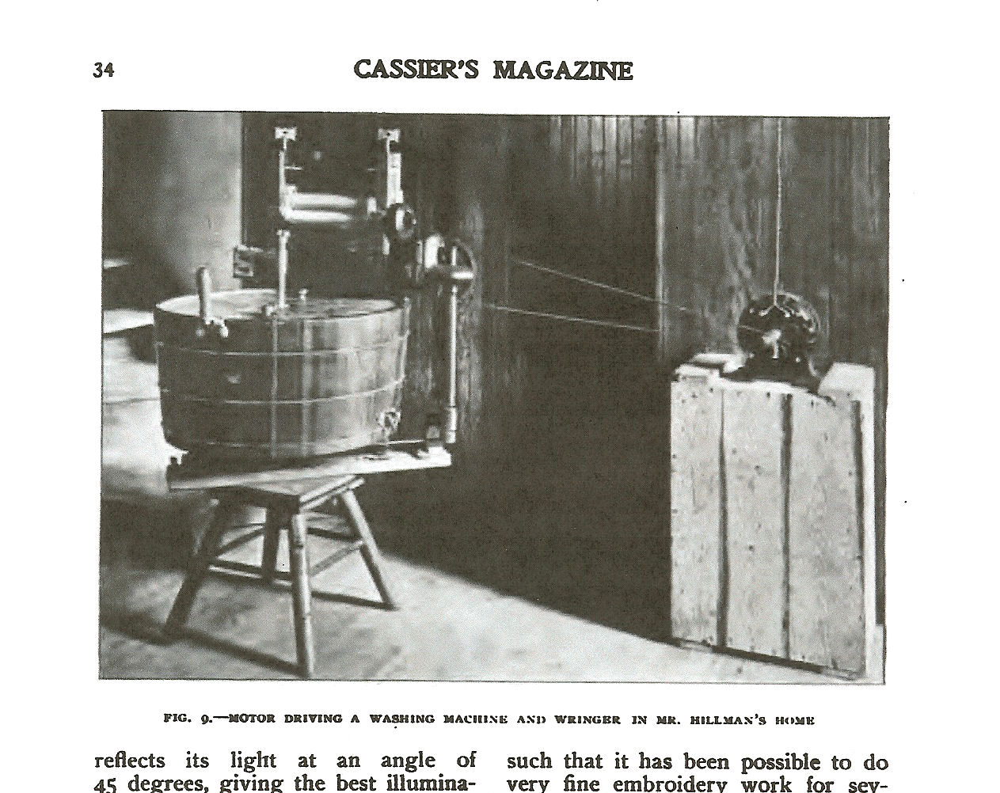 34
CASSIER'S MAGAZINE
FIG. 9.—MOTOR DRIVING A WASHING MACHINE AND WRINGER IN MR. HILLMAN'S HOME
reflects its light at an angle of
45 degrees, giving the best illumina-
such that it has been possible to do
very fine embroidery work for sev-